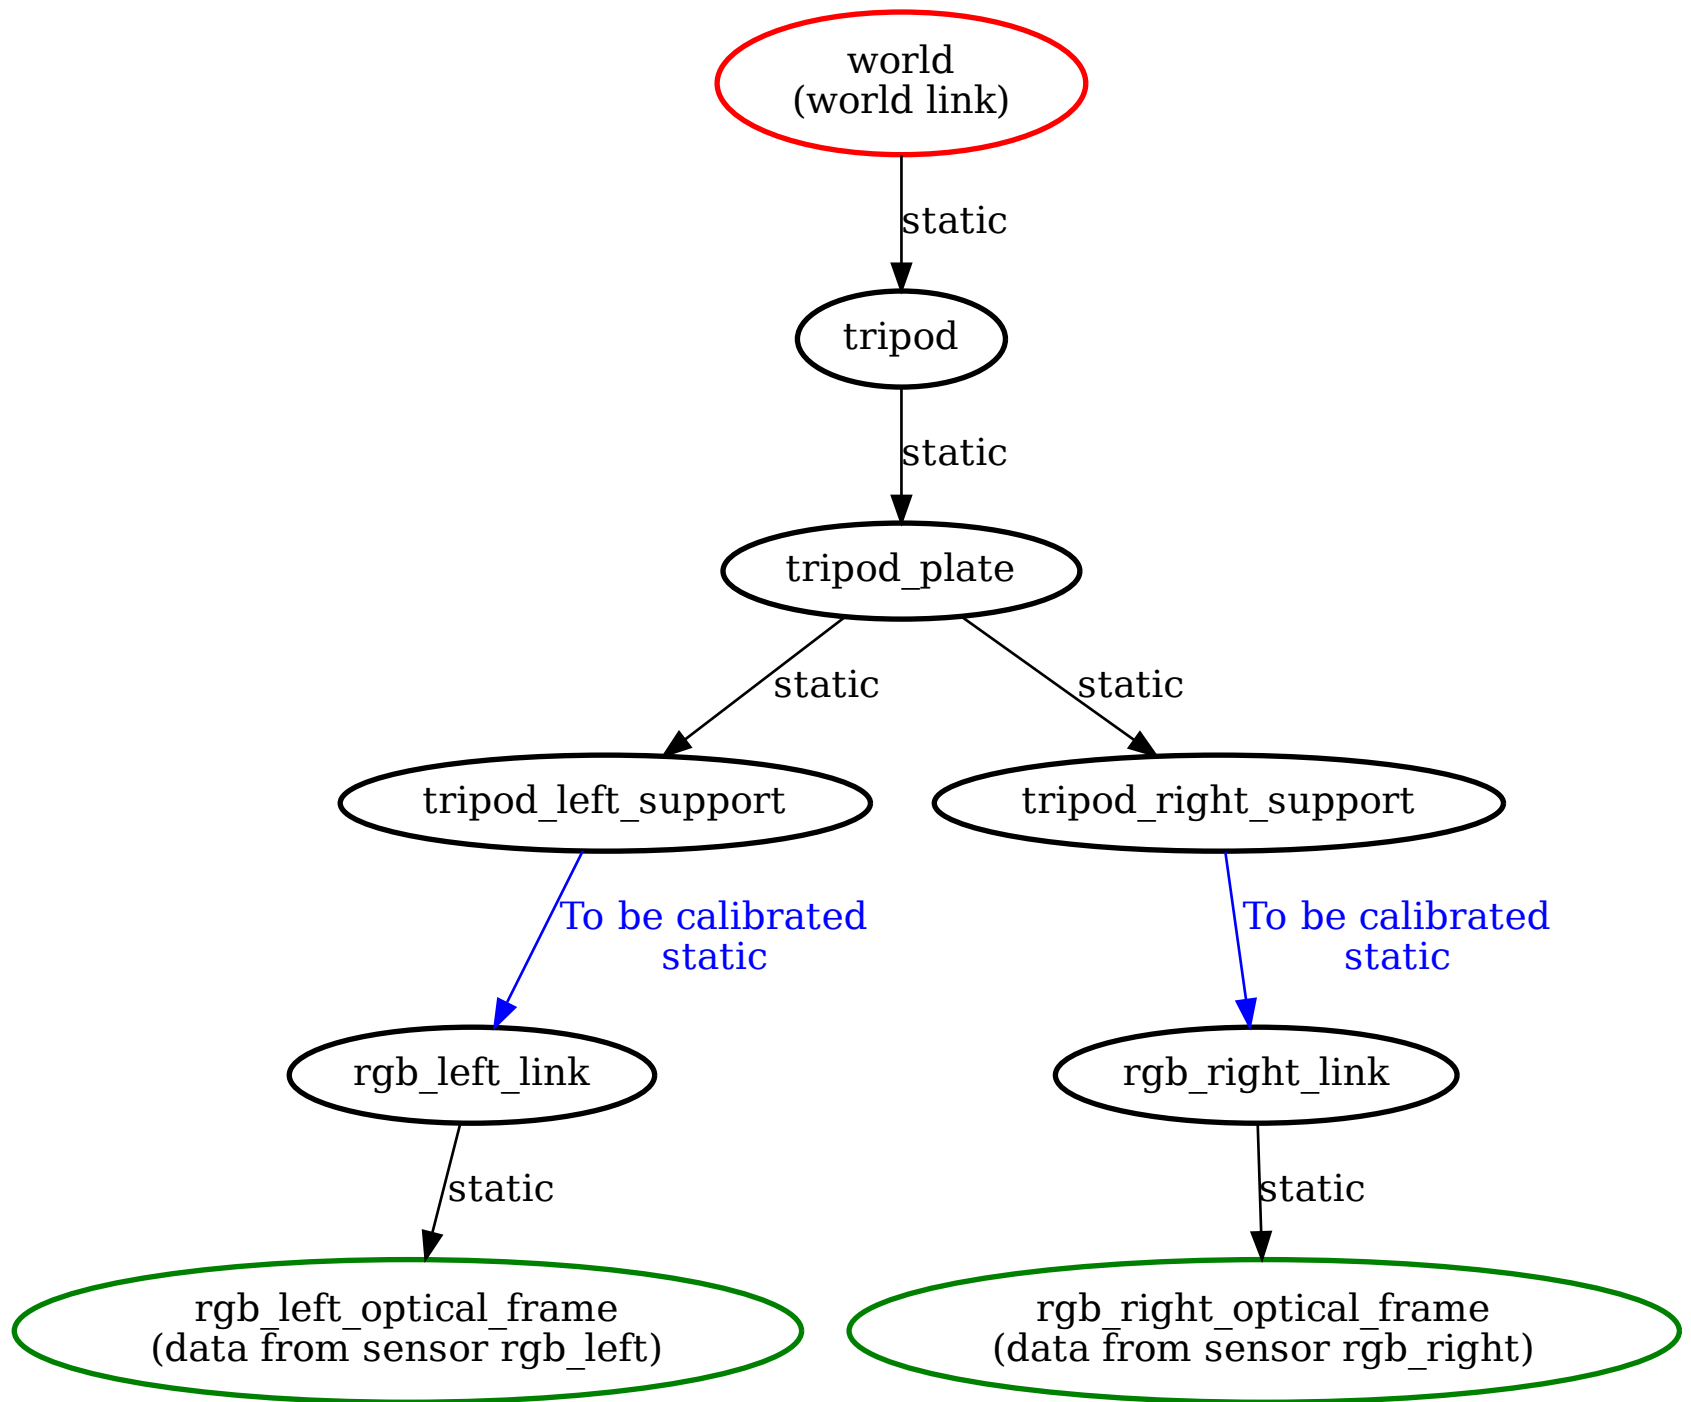 world
(world link)
static
tripod
static
tripod_plate
static
static
tripod_left_support
tripod_right_support
To be calibrated
static
To be calibrated
static
rgb_left_link
rgb_right_link
static
static
rgb_left_optical_frame
(data from sensor rgb_left)
rgb_right_optical_frame
(data from sensor rgb_right)